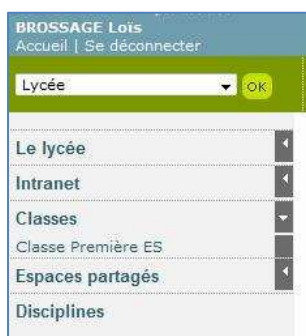 BROSSAGE Loïs
Accueil | Se déconnecter
Lycée
OK
Le lycée
Intranet
Classes
Classe Première ES
Espaces partagés
Disciplines